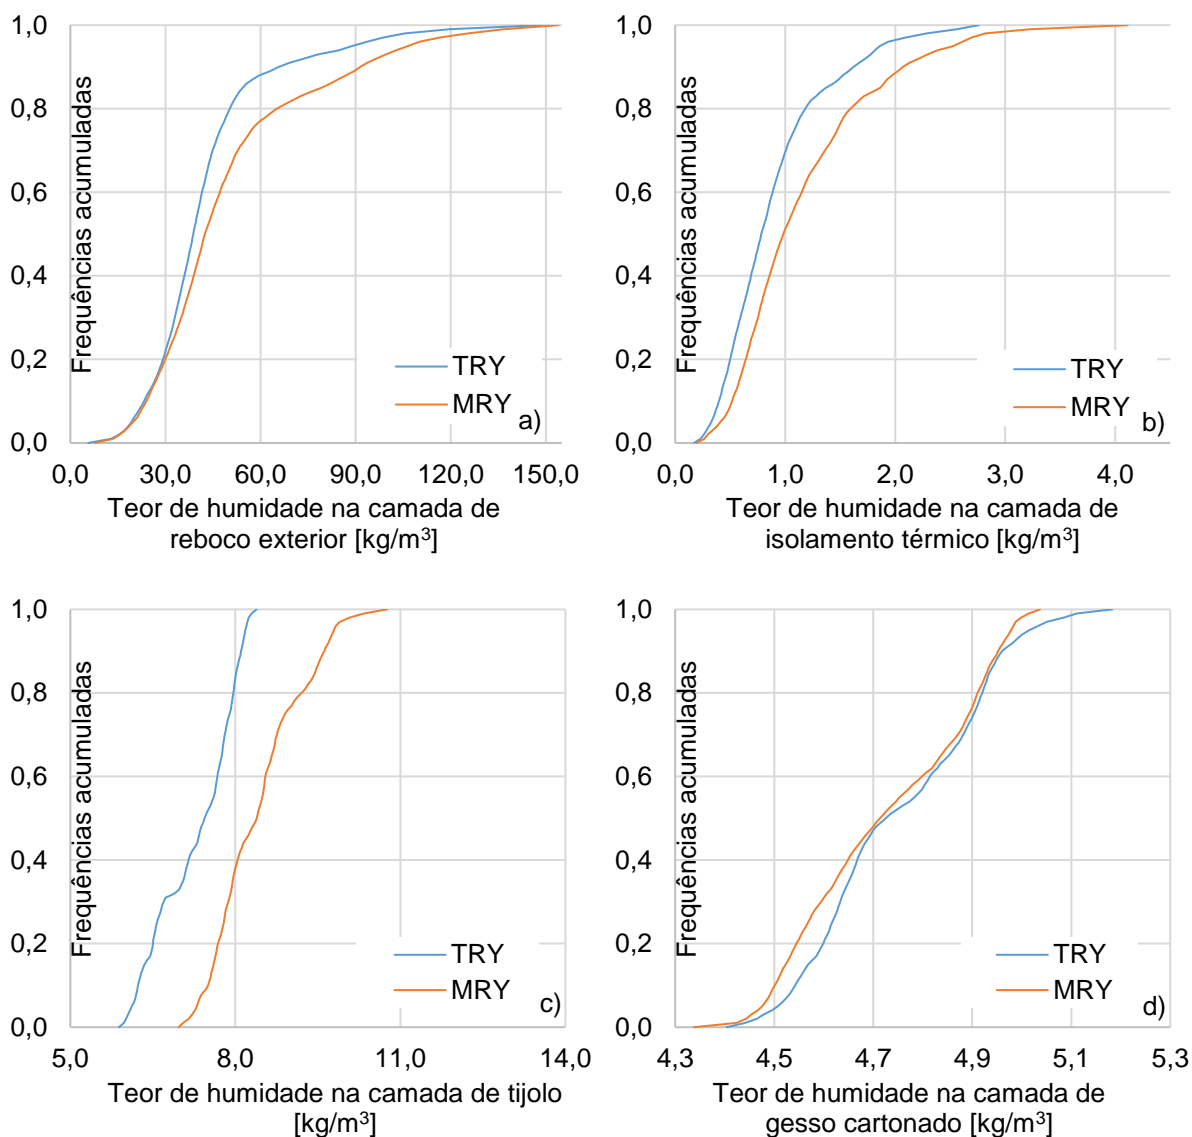 1,0
0,8
0,6
0,4
0,2
0,0
Frequências acumuladas
TRY
MRY
a)
0,0 30,0 60,0 90,0 120,0 150,0
Teor de humidade na camada de
reboco exterior [kg/m³]
1,0
0,8
0,6
0,4
0,2
0,0
Frequências acumuladas
TRY
MRY
b)
0,0 1,0 2,0 3,0 4,0
Teor de humidade na camada de
isolamento térmico [kg/m³]
1,0
0,8
0,6
0,4
0,2
0,0
Frequências acumuladas
TRY
MRY
c)
5,0 8,0 11,0 14,0
Teor de humidade na camada de tijolo
[kg/m³]
1,0
0,8
0,6
0,4
0,2
0,0
Frequências acumuladas
TRY
MRY
d)
4,3 4,5 4,7 4,9 5,1 5,3
Teor de humidade na camada de
gesso cartonado [kg/m³]